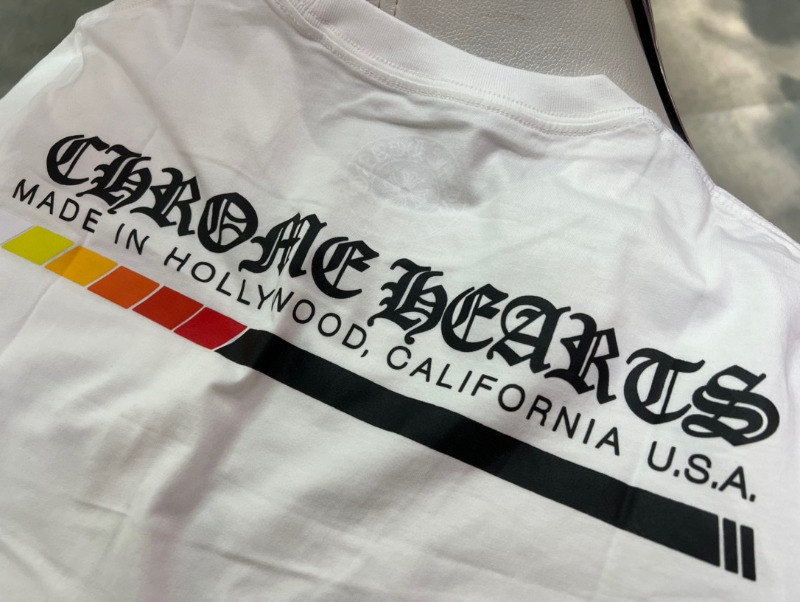 CHROME HEARTS
MADE IN HOLLYWOOD, CALIFORNIA U.S.A.